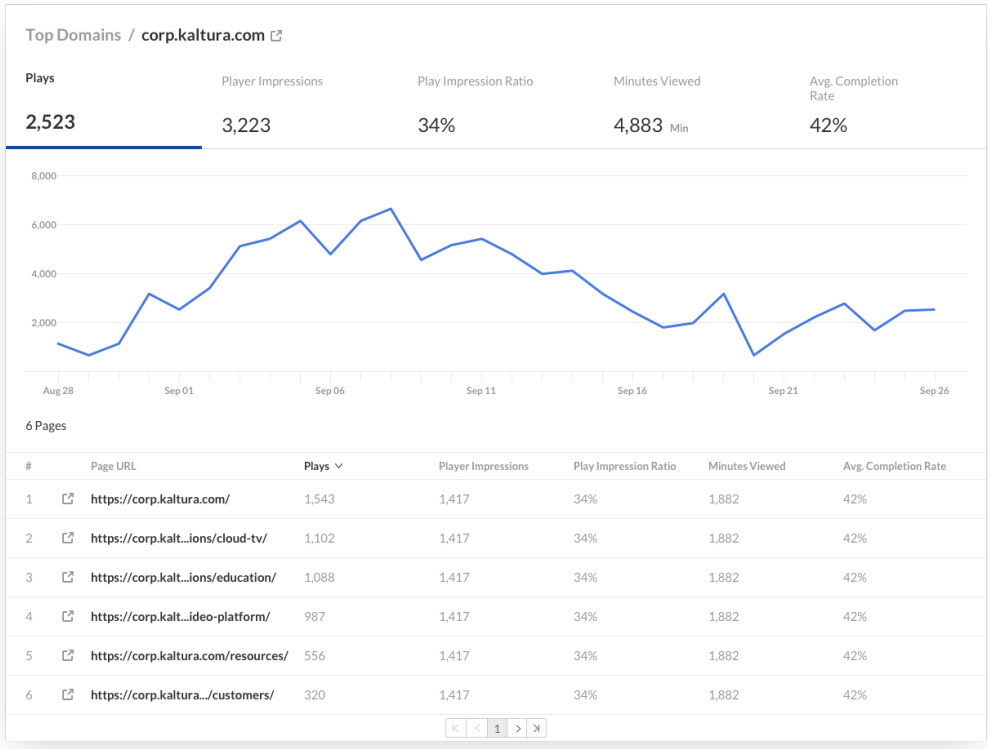 Top Domains / corp.kaltura.com
Plays
Player Impressions
Play Impression Ratio
Minutes Viewed
Avg. Completion
Rate
2,523
3,223
34%
4,883 Min
42%
8,000
6,000
4,000
2,000
Aug 28
Sep 01
Sep 06
Sep 11
Sep 16
Sep 21
Sep 26
6 Pages
# Page URL Plays Player Impressions Play Impression Ratio Minutes Viewed Avg. Completion Rate
1 https://corp.kaltura.com/ 1,543 1,417 34% 1,882 42%
2 https://corp.kalt...ions/cloud-tv/ 1,102 1,417 34% 1,882 42%
3 https://corp.kalt...ions/education/ 1,088 1,417 34% 1,882 42%
4 https://corp.kalt...ideo-platform/ 987 1,417 34% 1,882 42%
5 https://corp.kaltura.com/resources/ 556 1,417 34% 1,882 42%
6 https://corp.kaltura.../customers/ 320 1,417 34% 1,882 42%
1